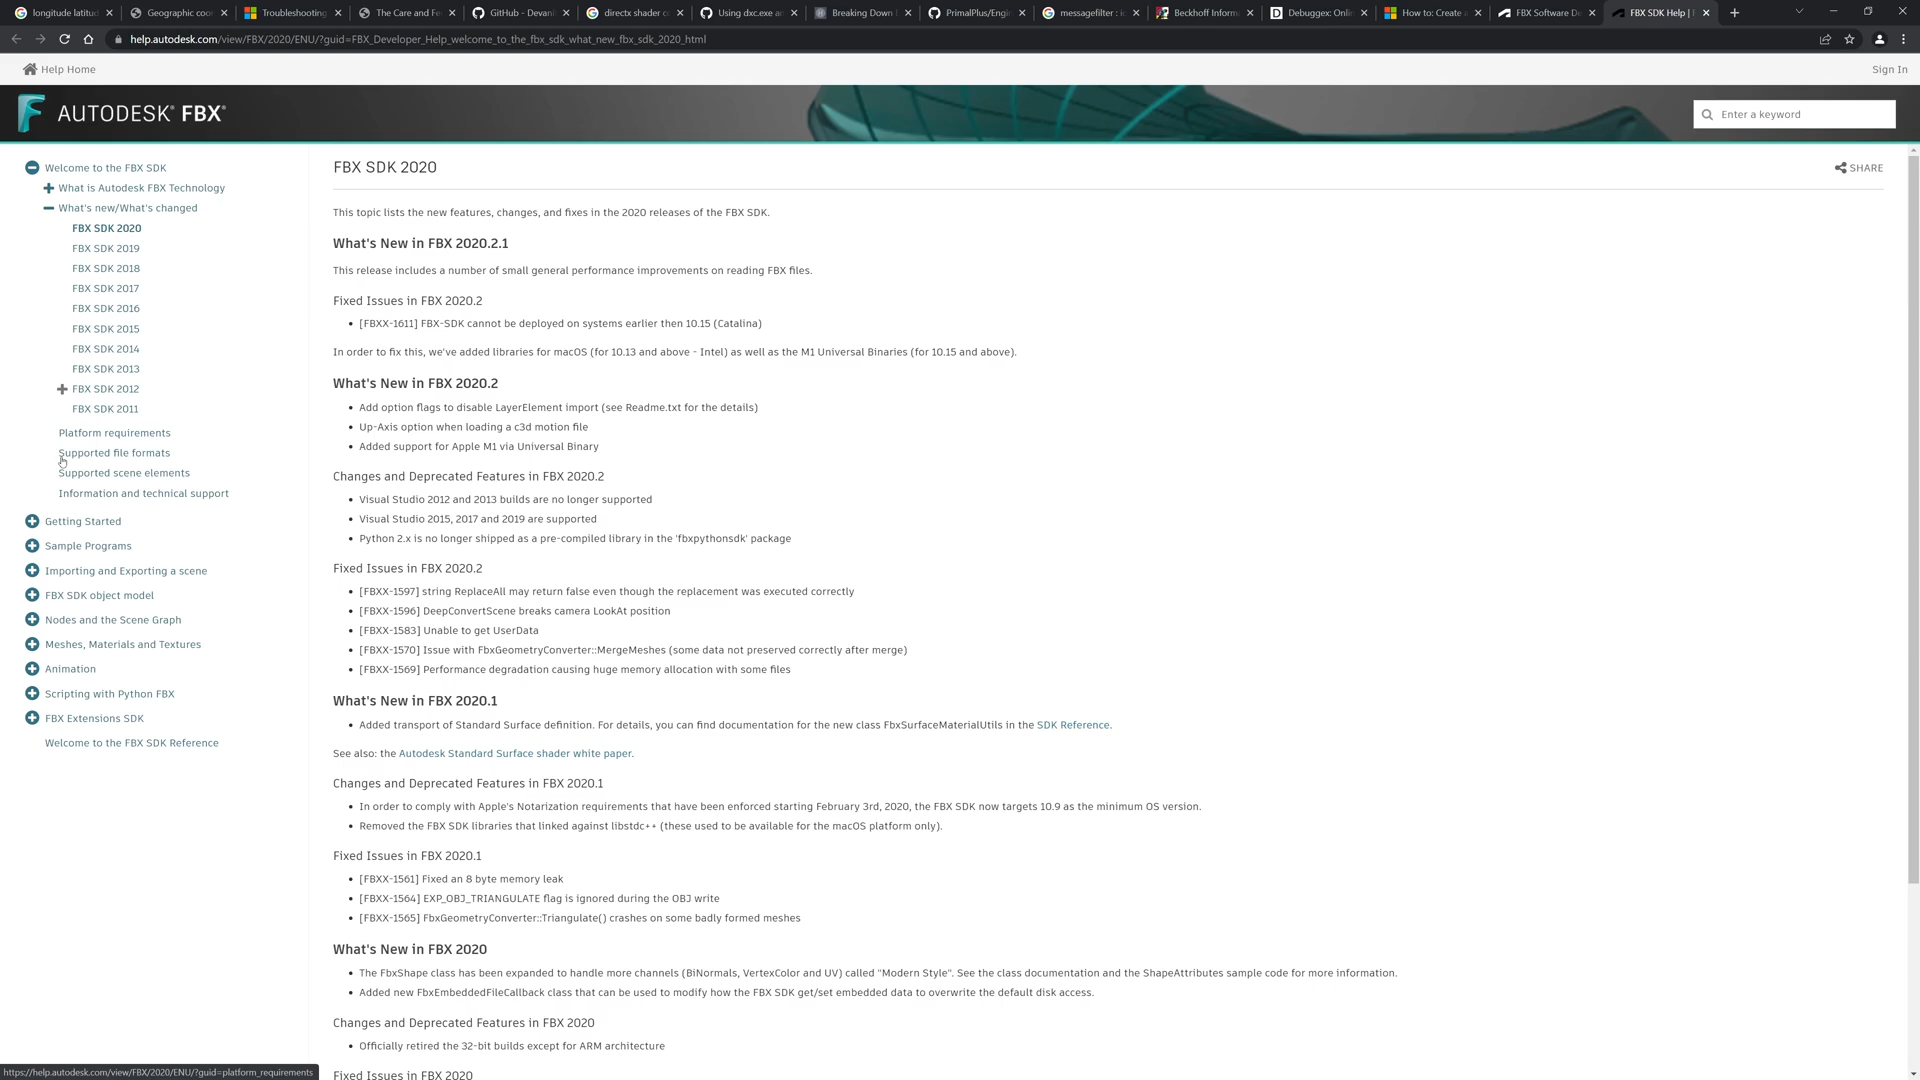 longitude latitud
Geographic coo
Troubleshooting
The Care and Fe
GitHub - Devanl
directx shader c
Using dxc.exe a
Breaking Down
PrimalPlus/Engi
messagefilter : i
Beckhoff Inform
Debuggex: Onli
How to: Create a
FBX Software De
FBX SDK Help | F
help.autodesk.com/view/FBX/2020/ENU/?guid=FBX_Developer_Help_welcome_to_the_fbx_sdk_what_new_fbx_sdk_2020_html
Help Home
Sign In
AUTODESK® FBX®
Enter a keyword
Welcome to the FBX SDK
What is Autodesk FBX Technology
What's new/What's changed
FBX SDK 2020
FBX SDK 2019
FBX SDK 2018
FBX SDK 2017
FBX SDK 2016
FBX SDK 2015
FBX SDK 2014
FBX SDK 2013
FBX SDK 2012
FBX SDK 2011
Platform requirements
Supported file formats
Supported scene elements
Information and technical support
Getting Started
Sample Programs
Importing and Exporting a scene
FBX SDK object model
Nodes and the Scene Graph
Meshes, Materials and Textures
Animation
Scripting with Python FBX
FBX Extensions SDK
Welcome to the FBX SDK Reference
FBX SDK 2020
SHARE
This topic lists the new features, changes, and fixes in the 2020 releases of the FBX SDK.
What's New in FBX 2020.2.1
This release includes a number of small general performance improvements on reading FBX files.
Fixed Issues in FBX 2020.2
• [FBXX-1611] FBX-SDK cannot be deployed on systems earlier then 10.15 (Catalina)
In order to fix this, we've added libraries for macOS (for 10.13 and above - Intel) as well as the M1 Universal Binaries (for 10.15 and above).
What's New in FBX 2020.2
• Add option flags to disable LayerElement import (see Readme.txt for the details)
• Up-Axis option when loading a c3d motion file
• Added support for Apple M1 via Universal Binary
Changes and Deprecated Features in FBX 2020.2
• Visual Studio 2012 and 2013 builds are no longer supported
• Visual Studio 2015, 2017 and 2019 are supported
• Python 2.x is no longer shipped as a pre-compiled library in the 'fbxpythonsdk' package
Fixed Issues in FBX 2020.2
• [FBXX-1597] string ReplaceAll may return false even though the replacement was executed correctly
• [FBXX-1596] DeepConvertScene breaks camera LookAt position
• [FBXX-1583] Unable to get UserData
• [FBXX-1570] Issue with FbxGeometryConverter::MergeMeshes (some data not preserved correctly after merge)
• [FBXX-1569] Performance degradation causing huge memory allocation with some files
What's New in FBX 2020.1
• Added transport of Standard Surface definition. For details, you can find documentation for the new class FbxSurfaceMaterialUtils in the SDK Reference.
See also: the Autodesk Standard Surface shader white paper.
Changes and Deprecated Features in FBX 2020.1
• In order to comply with Apple's Notarization requirements that have been enforced starting February 3rd, 2020, the FBX SDK now targets 10.9 as the minimum OS version.
• Removed the FBX SDK libraries that linked against libstdc++ (these used to be available for the macOS platform only).
Fixed Issues in FBX 2020.1
• [FBXX-1561] Fixed an 8 byte memory leak
• [FBXX-1564] EXP_OBJ_TRIANGULATE flag is ignored during the OBJ write
• [FBXX-1565] FbxGeometryConverter::Triangulate() crashes on some badly formed meshes
What's New in FBX 2020
• The FbxShape class has been expanded to handle more channels (BiNormals, VertexColor and UV) called "Modern Style". See the class documentation and the ShapeAttributes sample code for more information.
• Added new FbxEmbeddedFileCallback class that can be used to modify how the FBX SDK get/set embedded data to overwrite the default disk access.
Changes and Deprecated Features in FBX 2020
• Officially retired the 32-bit builds except for ARM architecture
Fixed Issues in FBX 2020
https://help.autodesk.com/view/FBX/2020/ENU/?guid=platform_requirements